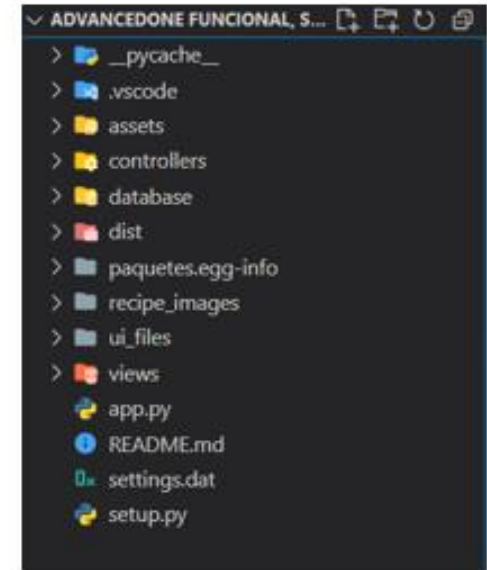 ADVANCEDONE FUNCIONAL, S...
__pycache__
.vscode
assets
controllers
database
dist
paquetes.egg-info
recipe_images
ui_files
views
app.py
README.md
settings.dat
setup.py